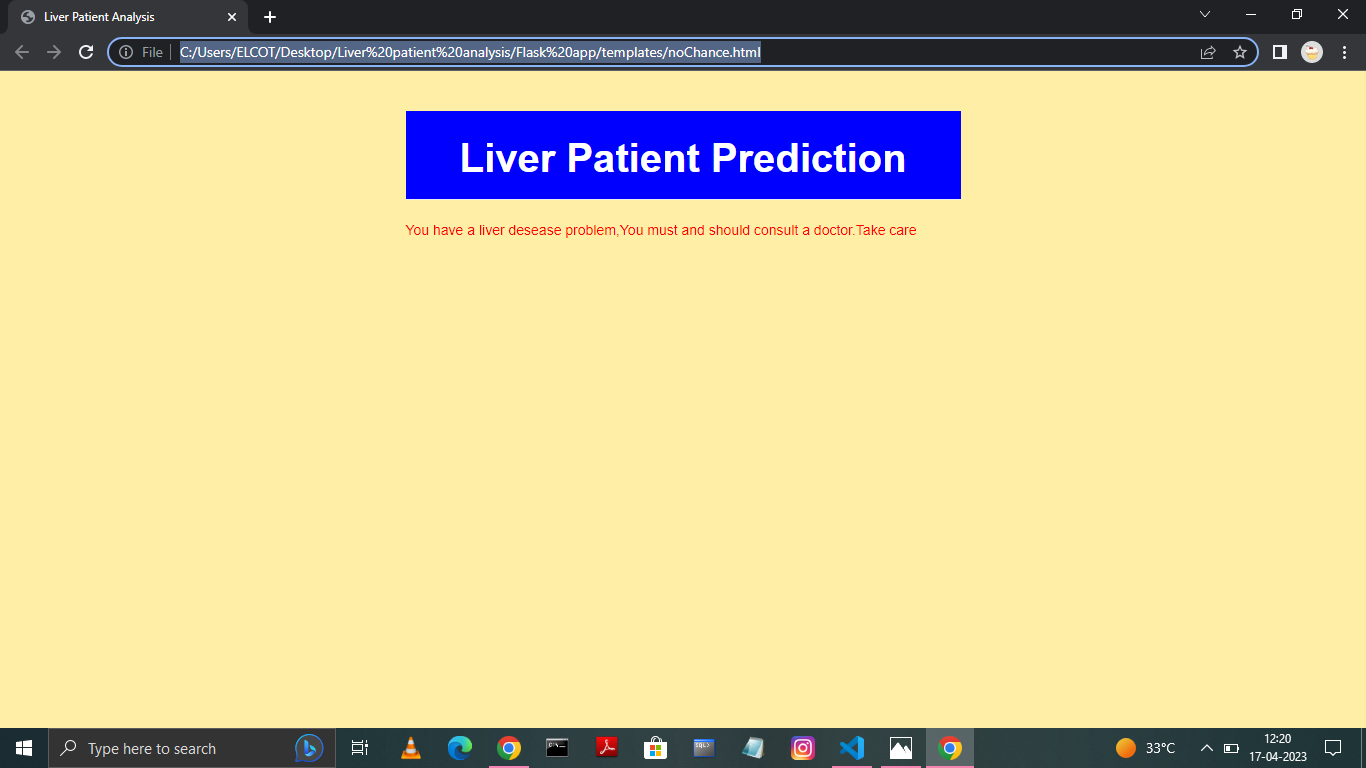 Liver Patient Analysis
File
C:/Users/ELCOT/Desktop/Liver%20patient%20analysis/Flask%20app/templates/noChance.html
Liver Patient Prediction
You have a liver desease problem,You must and should consult a doctor.Take care
Type here to search
C:\_
SQL
33°C
12:20
17-04-2023